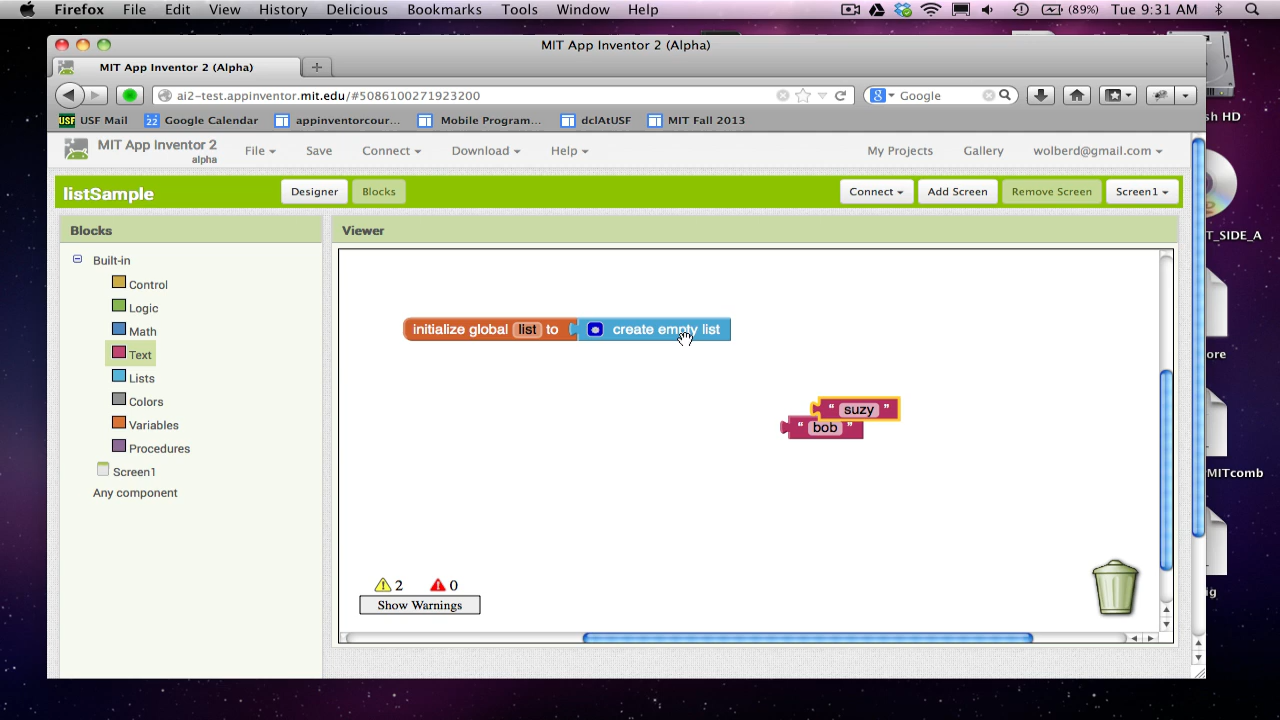 Firefox File Edit View History Delicious Bookmarks Tools Window Help (89%) Tue 9:31 AM
MIT App Inventor 2 (Alpha)
MIT App Inventor 2 (Alpha)
ai2-test.appinventor.mit.edu/#5086100271923200 Google
USF Mail Google Calendar appinventorcour... Mobile Program... dclAtUSF MIT Fall 2013
sh HD
MIT App Inventor 2
alpha
File Save Connect Download Help My Projects Gallery wolberd@gmail.com
listSample Designer Blocks Connect Add Screen Remove Screen Screen1
Blocks
Viewer
T_SIDE_A
Built-in
Control
Logic
Math
Text
Lists
Colors
Variables
Procedures
Screen1
Any component
initialize global list to create empty list
" suzy "
" bob "
ore
MITcomb
ig
2 0
Show Warnings